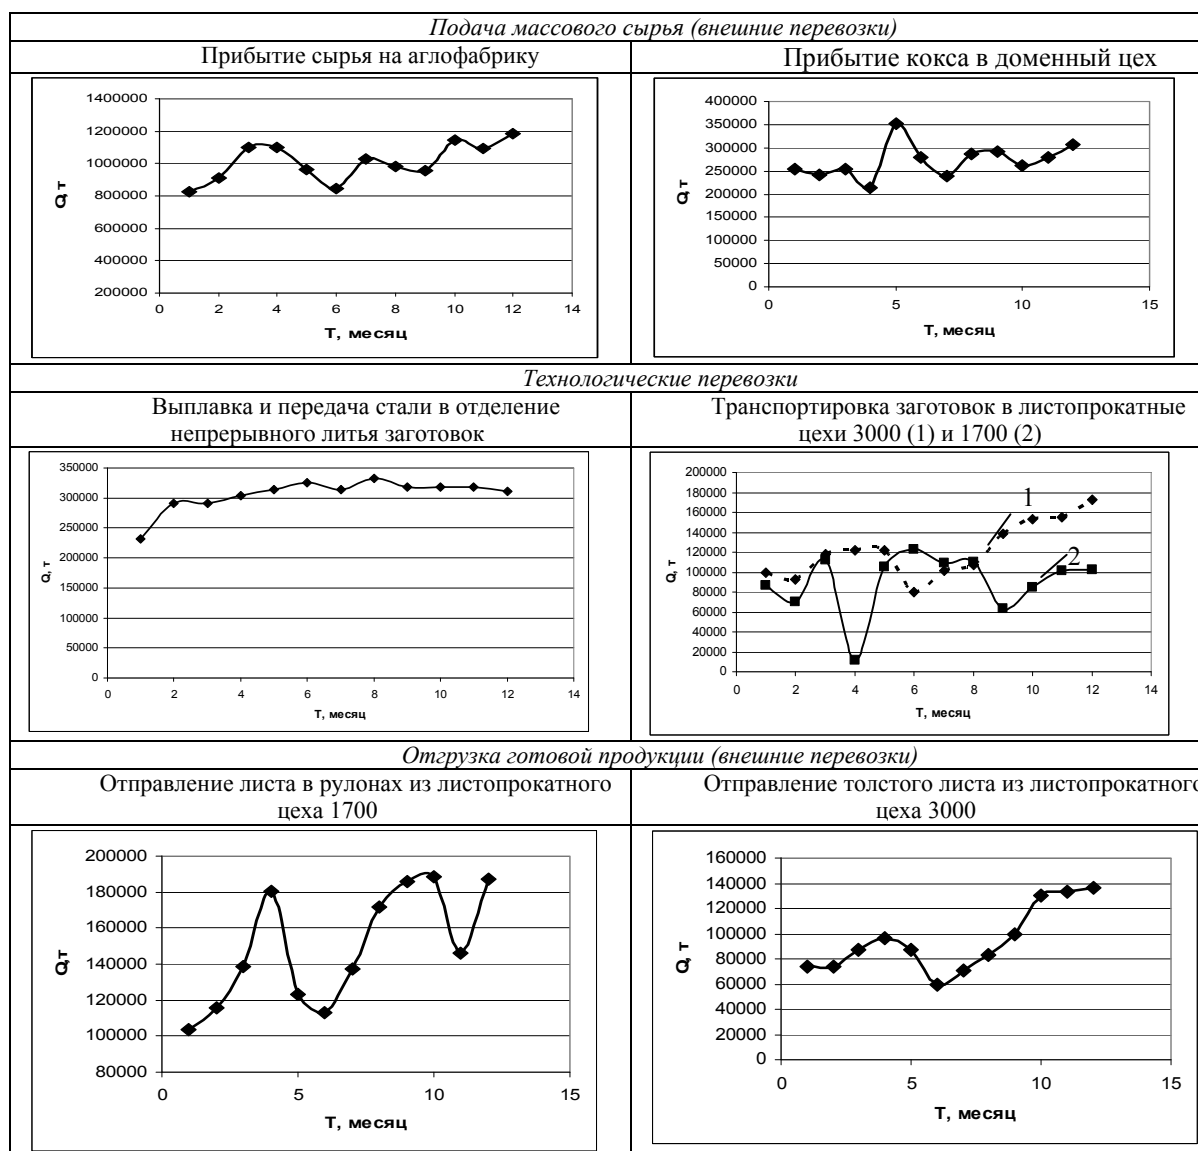 Подача массового сырья (внешние перевозки)
Прибытие сырья на аглофабрику
Прибытие кокса в доменный цех
1400000
1200000
1000000
800000
600000
400000
200000
Q,т
0 2 4 6 8 10 12 14
Т, месяц
400000
350000
300000
250000
200000
150000
100000
50000
0
Q,т
0 5 10 15
Т, месяц
Технологические перевозки
Выплавка и передача стали в отделение
непрерывного литья заготовок
Транспортировка заготовок в листопрокатные
цехи 3000 (1) и 1700 (2)
350000
300000
250000
200000
150000
100000
50000
0
Q, т
0 2 4 6 8 10 12 14
Т, месяц
200000
180000
160000
140000
120000
100000
80000
60000
40000
20000
0
Q, т
1
2
0 2 4 6 8 10 12 14
Т, месяц
Отгрузка готовой продукции (внешние перевозки)
Отправление листа в рулонах из листопрокатного
цеха 1700
Отправление толстого листа из листопрокатного
цеха 3000
200000
180000
160000
140000
120000
100000
80000
Q,т
0 5 10 15
Т, месяц
160000
140000
120000
100000
80000
60000
40000
20000
0
Q, т
0 5 10 15
Т, месяц